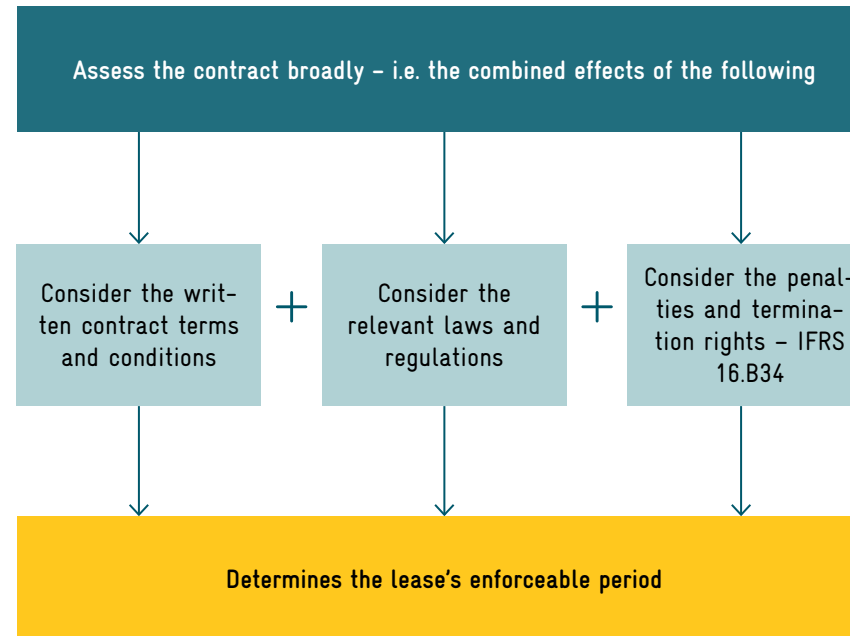 Assess the contract broadly – i.e. the combined effects of the following
Consider the writ-
ten contract terms
and conditions
+
Consider the
relevant laws and
regulations
+
Consider the penal-
ties and termina-
tion rights – IFRS
16.B34
Determines the lease's enforceable period